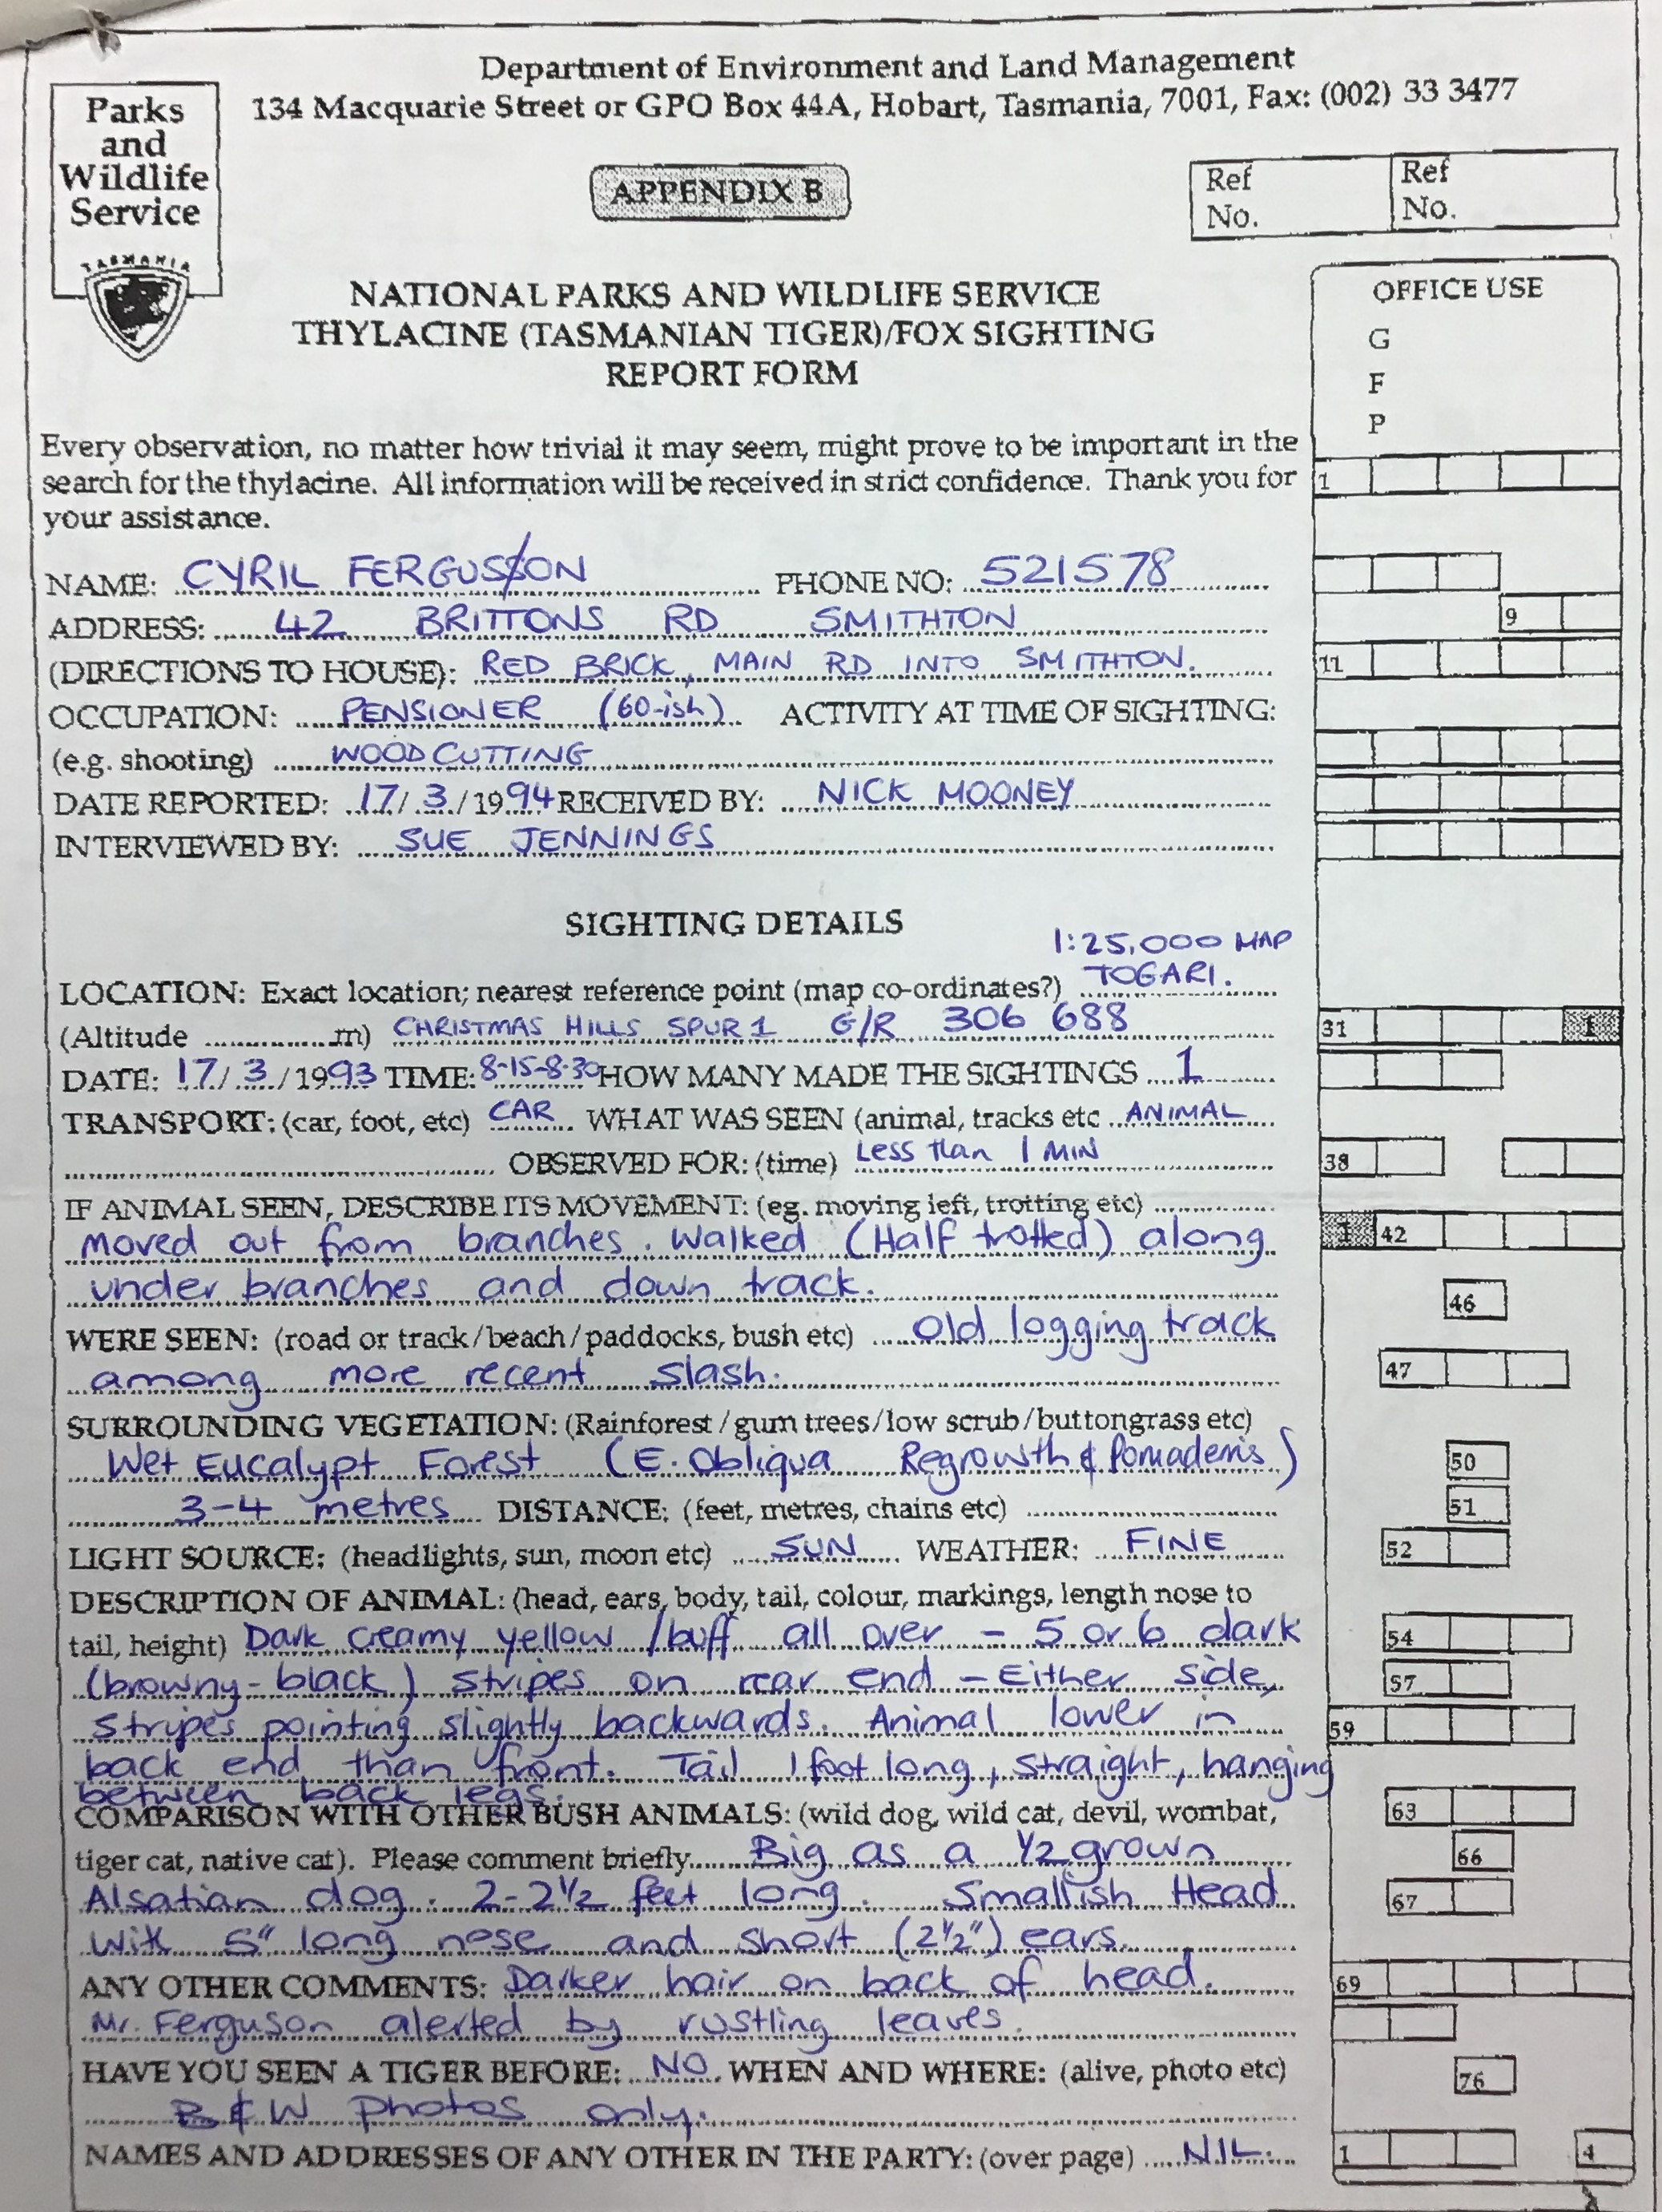 Department of Environment and Land Management
134 Macquarie Street or GPO Box 44A, Hobart, Tasmania, 7001, Fax: (002) 33 3477
Parks
and
Wildlife
Service
TASMANIA
APPENDIX B
Ref No.
Ref No.
NATIONAL PARKS AND WILDLIFE SERVICE
THYLACINE (TASMANIAN TIGER)/FOX SIGHTING
REPORT FORM
OFFICE USE
G
F
P
Every observation, no matter how trivial it may seem, might prove to be important in the
search for the thylacine. All information will be received in strict confidence. Thank you for
your assistance.
1
NAME: CYRIL FERGUSSON PHONE NO: 521578
ADDRESS: 42 BRITTONS RD SMITHTON
9
(DIRECTIONS TO HOUSE): RED BRICK, MAIN RD INTO SMITHTON.
11
OCCUPATION: PENSIONER (60-ish) ACTIVITY AT TIME OF SIGHTING:
(e.g. shooting) WOODCUTTING
DATE REPORTED: 17/3/1994 RECEIVED BY: NICK MOONEY
INTERVIEWED BY: SUE JENNINGS
SIGHTING DETAILS
1:25,000 MAP
LOCATION: Exact location; nearest reference point (map co-ordinates?) TOGARI.
(Altitude ............m) CHRISTMAS HILLS SPUR 1 G/R 306 688
31 1
DATE: 17/3/1993 TIME: 8-15-8-30 HOW MANY MADE THE SIGHTINGS 1
TRANSPORT: (car, foot, etc) CAR WHAT WAS SEEN (animal, tracks etc ANIMAL
OBSERVED FOR: (time) Less than 1 MIN
38
IF ANIMAL SEEN, DESCRIBE ITS MOVEMENT: (eg. moving left, trotting etc)
Moved out from branches. Walked (Half trotted) along
1 42
under branches and down track.
46
WERE SEEN: (road or track/beach/paddocks, bush etc) Old logging track
among more recent slash.
47
SURROUNDING VEGETATION: (Rainforest/gum trees/low scrub/buttongrass etc)
Wet Eucalypt Forest (E. Obliqua Regrowth & Pomaderris)
50
3-4 metres DISTANCE: (feet, metres, chains etc)
51
LIGHT SOURCE: (headlights, sun, moon etc) SUN WEATHER: FINE
52
DESCRIPTION OF ANIMAL: (head, ears, body, tail, colour, markings, length nose to
tail, height) Dark creamy yellow/buff all over - 5 or 6 dark
54
(browny-black) stripes on rear end - Either side,
57
stripes pointing slightly backwards. Animal lower in
59
back end than front. Tail 1 foot long, straight, hanging
between back legs.
COMPARISON WITH OTHER BUSH ANIMALS: (wild dog, wild cat, devil, wombat,
63
tiger cat, native cat). Please comment briefly Big as a 1/2 grown
66
Alsatian dog. 2-2 1/2 feet long. Smallish Head
67
with 5" long nose and short (2 1/2") ears.
ANY OTHER COMMENTS: Darker hair on back of head.
69
Mr. Ferguson alerted by rustling leaves.
HAVE YOU SEEN A TIGER BEFORE: NO. WHEN AND WHERE: (alive, photo etc)
76
B & W Photos only.
NAMES AND ADDRESSES OF ANY OTHER IN THE PARTY: (over page) NIL.
1 4